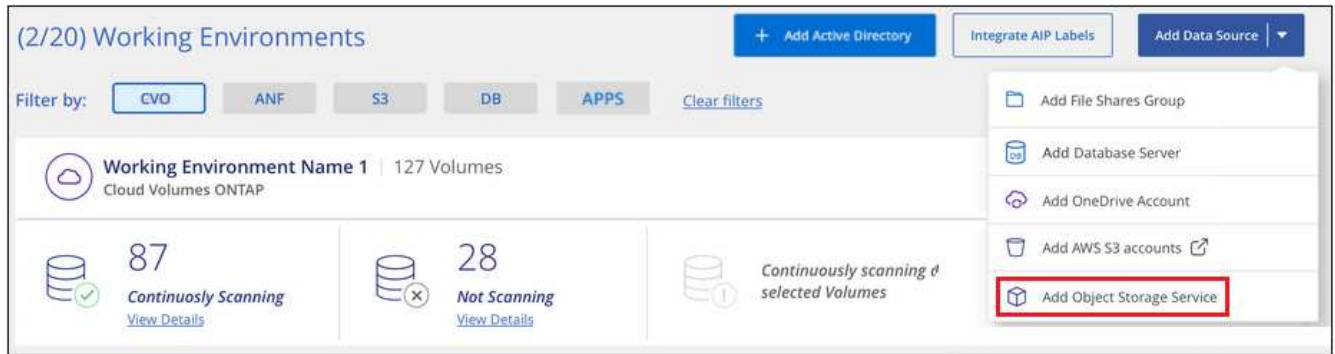 (2/20) Working Environments
+ Add Active Directory
Integrate AIP Labels
Add Data Source
Filter by:
CVO
ANF
S3
DB
APPS
Clear filters
Working Environment Name 1 | 127 Volumes
Cloud Volumes ONTAP
87
Continuosly Scanning
View Details
28
Not Scanning
View Details
Continuously scanning
selected Volumes
Add File Shares Group
DB
Add Database Server
Add OneDrive Account
Add AWS S3 accounts
Add Object Storage Service